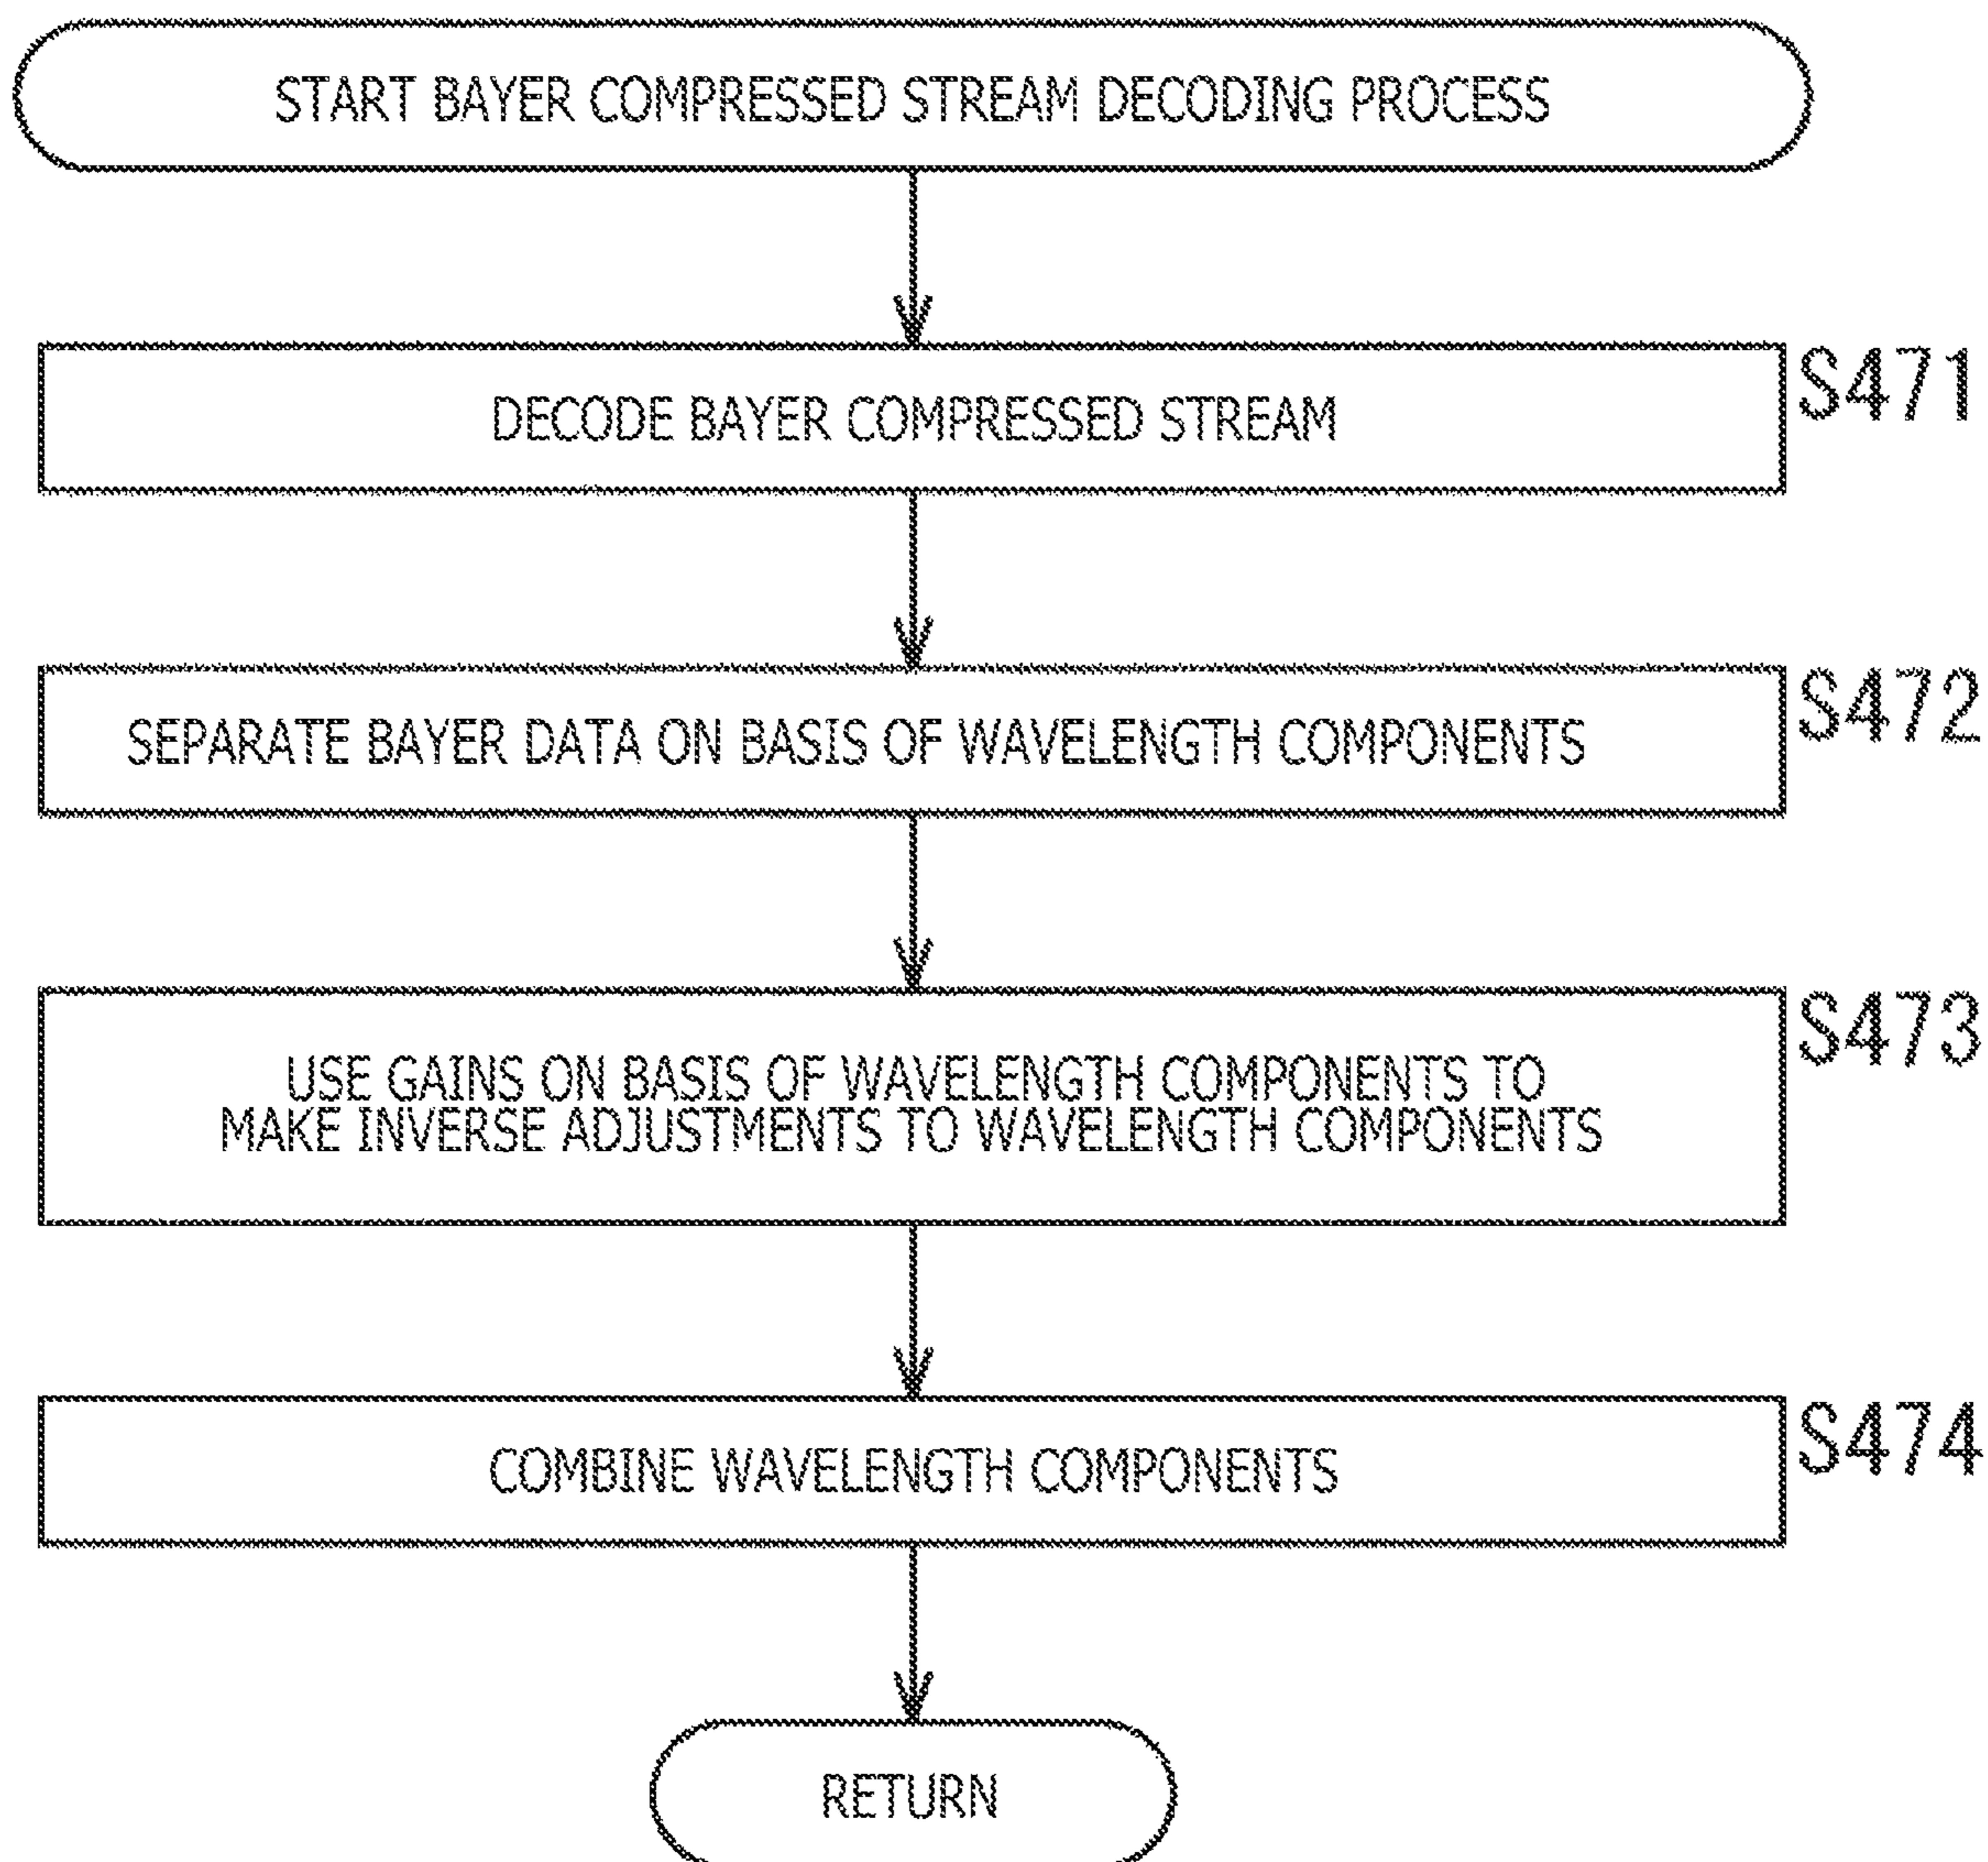 START BAYER COMPRESSED STREAM DECODING PROCESS
DECODE BAYER COMPRESSED STREAM
S471
SEPARATE BAYER DATA ON BASIS OF WAVELENGTH COMPONENTS
S472
USE GAINS ON BASIS OF WAVELENGTH COMPONENTS TO
MAKE INVERSE ADJUSTMENTS TO WAVELENGTH COMPONENTS
S473
COMBINE WAVELENGTH COMPONENTS
S474
RETURN